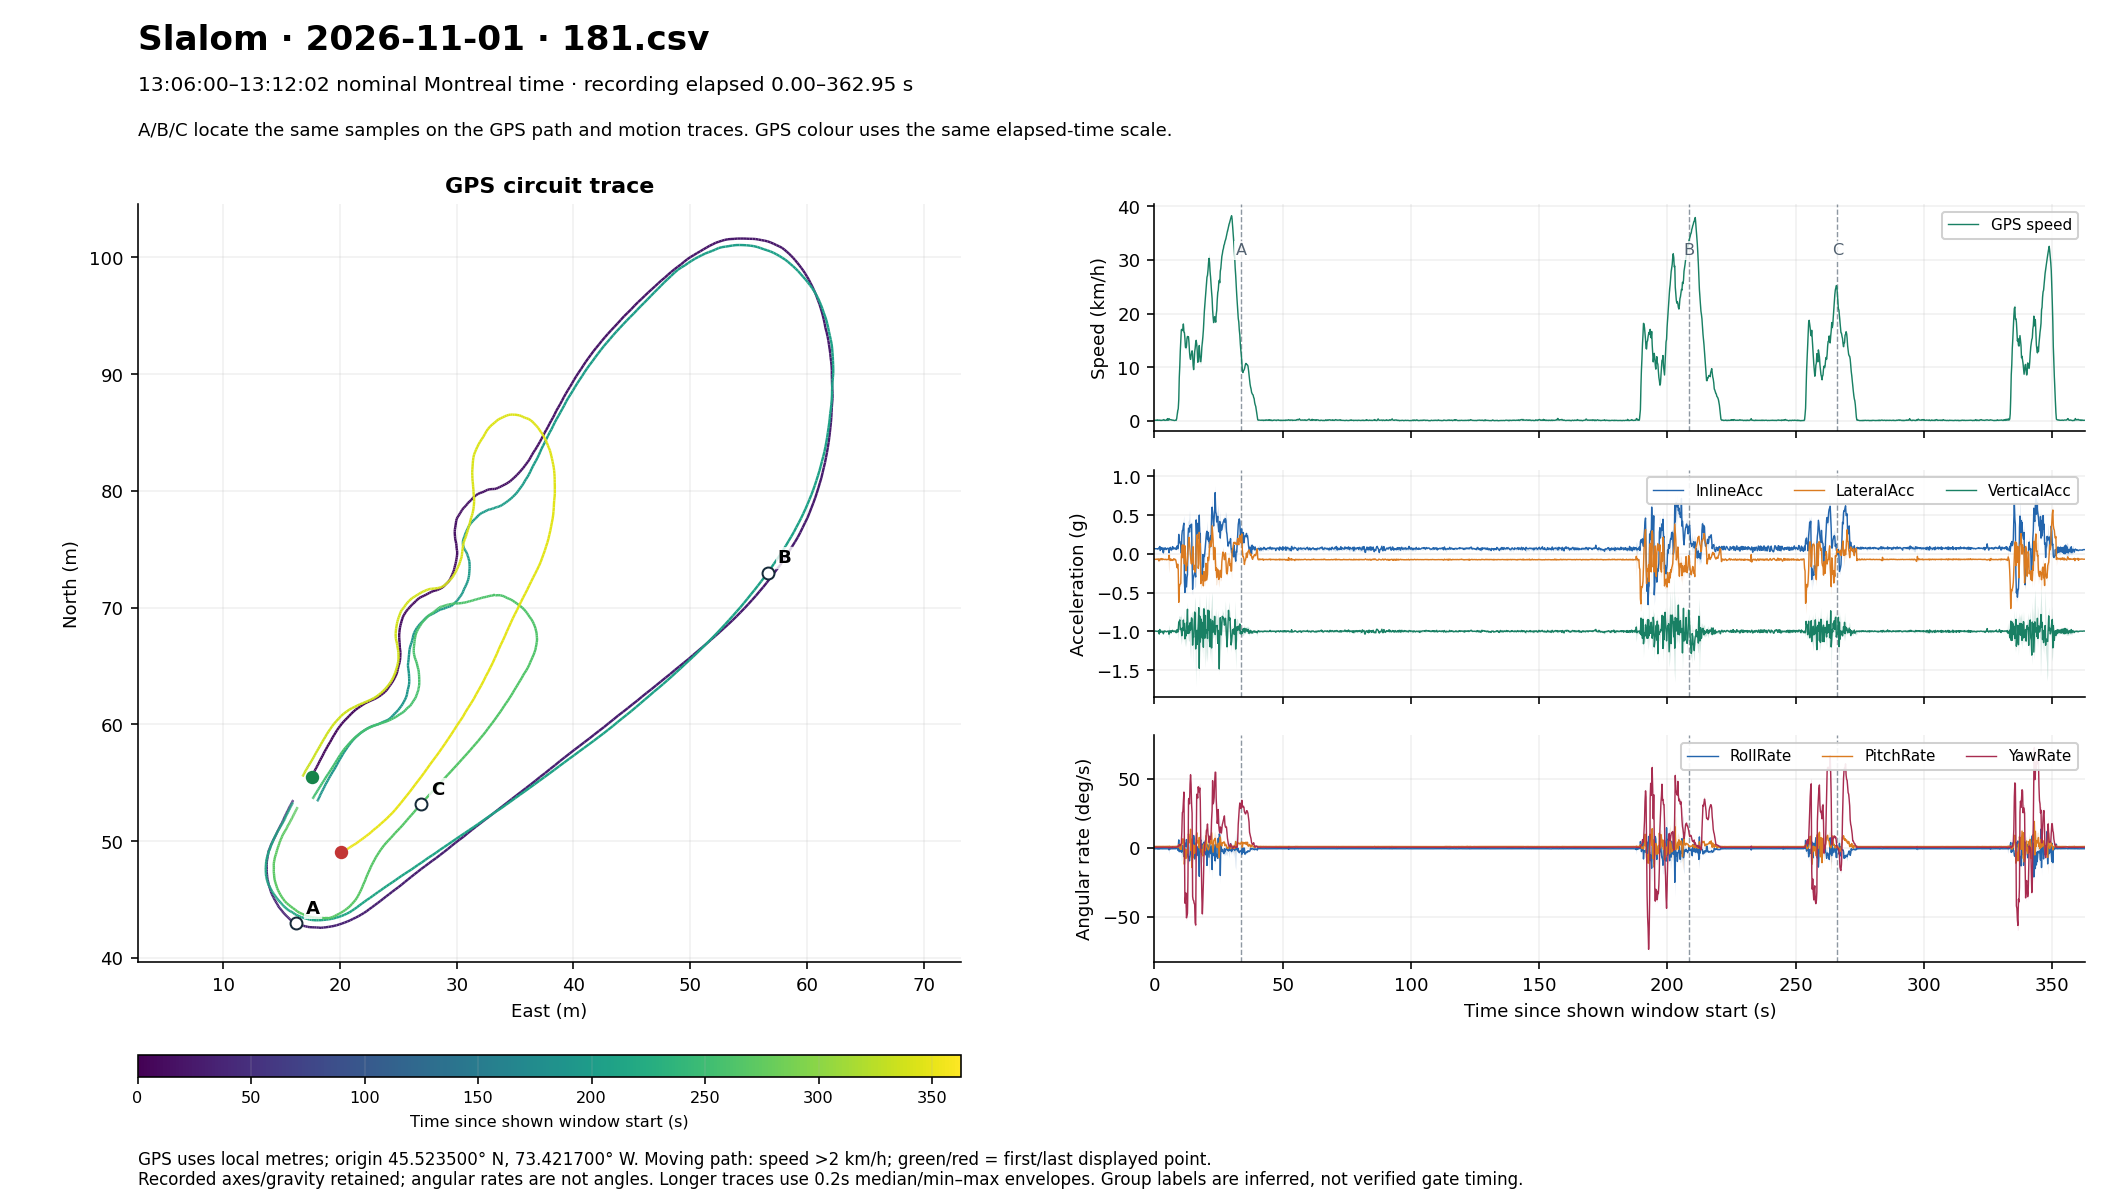 Slalom · 2026-11-01 · 181.csv
13:06:00–13:12:02 nominal Montreal time · recording elapsed 0.00–362.95 s
A/B/C locate the same samples on the GPS path and motion traces. GPS colour uses the same elapsed-time scale.
GPS circuit trace
North (m)
100
90
80
70
60
50
40
10 20 30 40 50 60 70
East (m)
A
B
C
0 50 100 150 200 250 300 350
Time since shown window start (s)
Speed (km/h)
40
30
20
10
0
GPS speed
A B C
Acceleration (g)
1.0
0.5
0.0
−0.5
−1.0
−1.5
InlineAcc LateralAcc VerticalAcc
Angular rate (deg/s)
50
0
−50
RollRate PitchRate YawRate
0 50 100 150 200 250 300 350
Time since shown window start (s)
GPS uses local metres; origin 45.523500° N, 73.421700° W. Moving path: speed >2 km/h; green/red = first/last displayed point.
Recorded axes/gravity retained; angular rates are not angles. Longer traces use 0.2s median/min–max envelopes. Group labels are inferred, not verified gate timing.